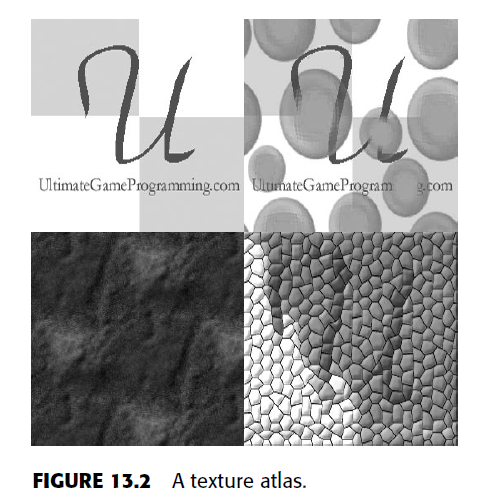 U U
UltimateGameProgramming.com UltimateGameProgram g.com
FIGURE 13.2 A texture atlas.